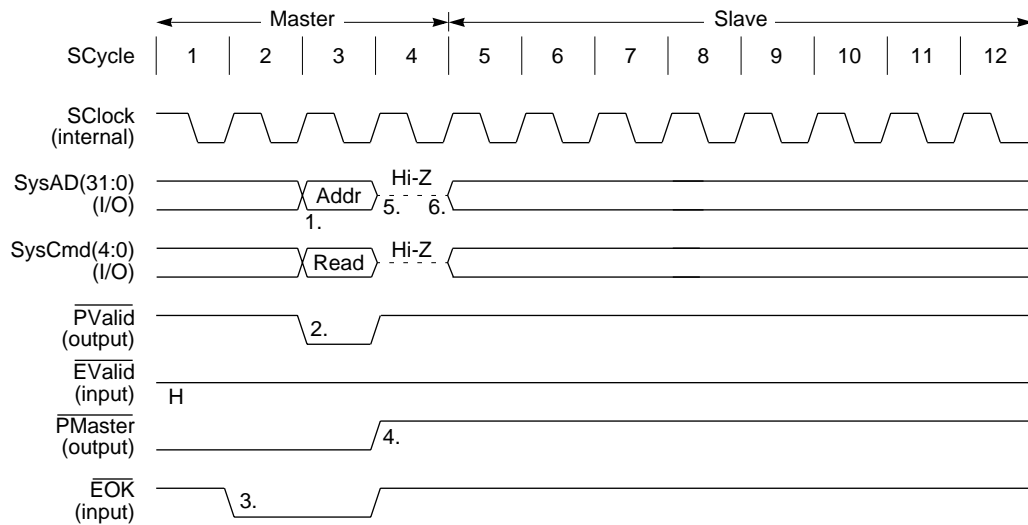 Master Slave
SCycle 1 2 3 4 5 6 7 8 9 10 11 12
SClock
(internal)
SysAD(31:0)
(I/O)
Addr Hi-Z
1. 5. 6.
SysCmd(4:0)
(I/O)
Read Hi-Z
PValid
(output)
2.
EValid
(input)
H
PMaster
(output)
4.
EOK
(input)
3.